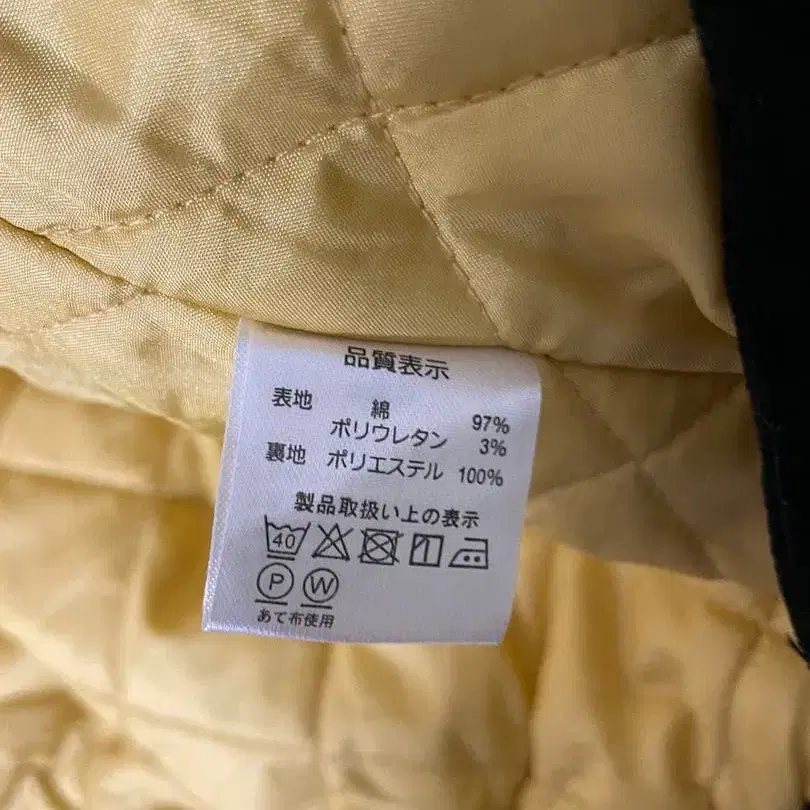 品質表示
表地 綿 97%
ポリウレタン 3%
裏地 ポリエステル 100%
製品取扱い上の表示
40
P W
あて布使用